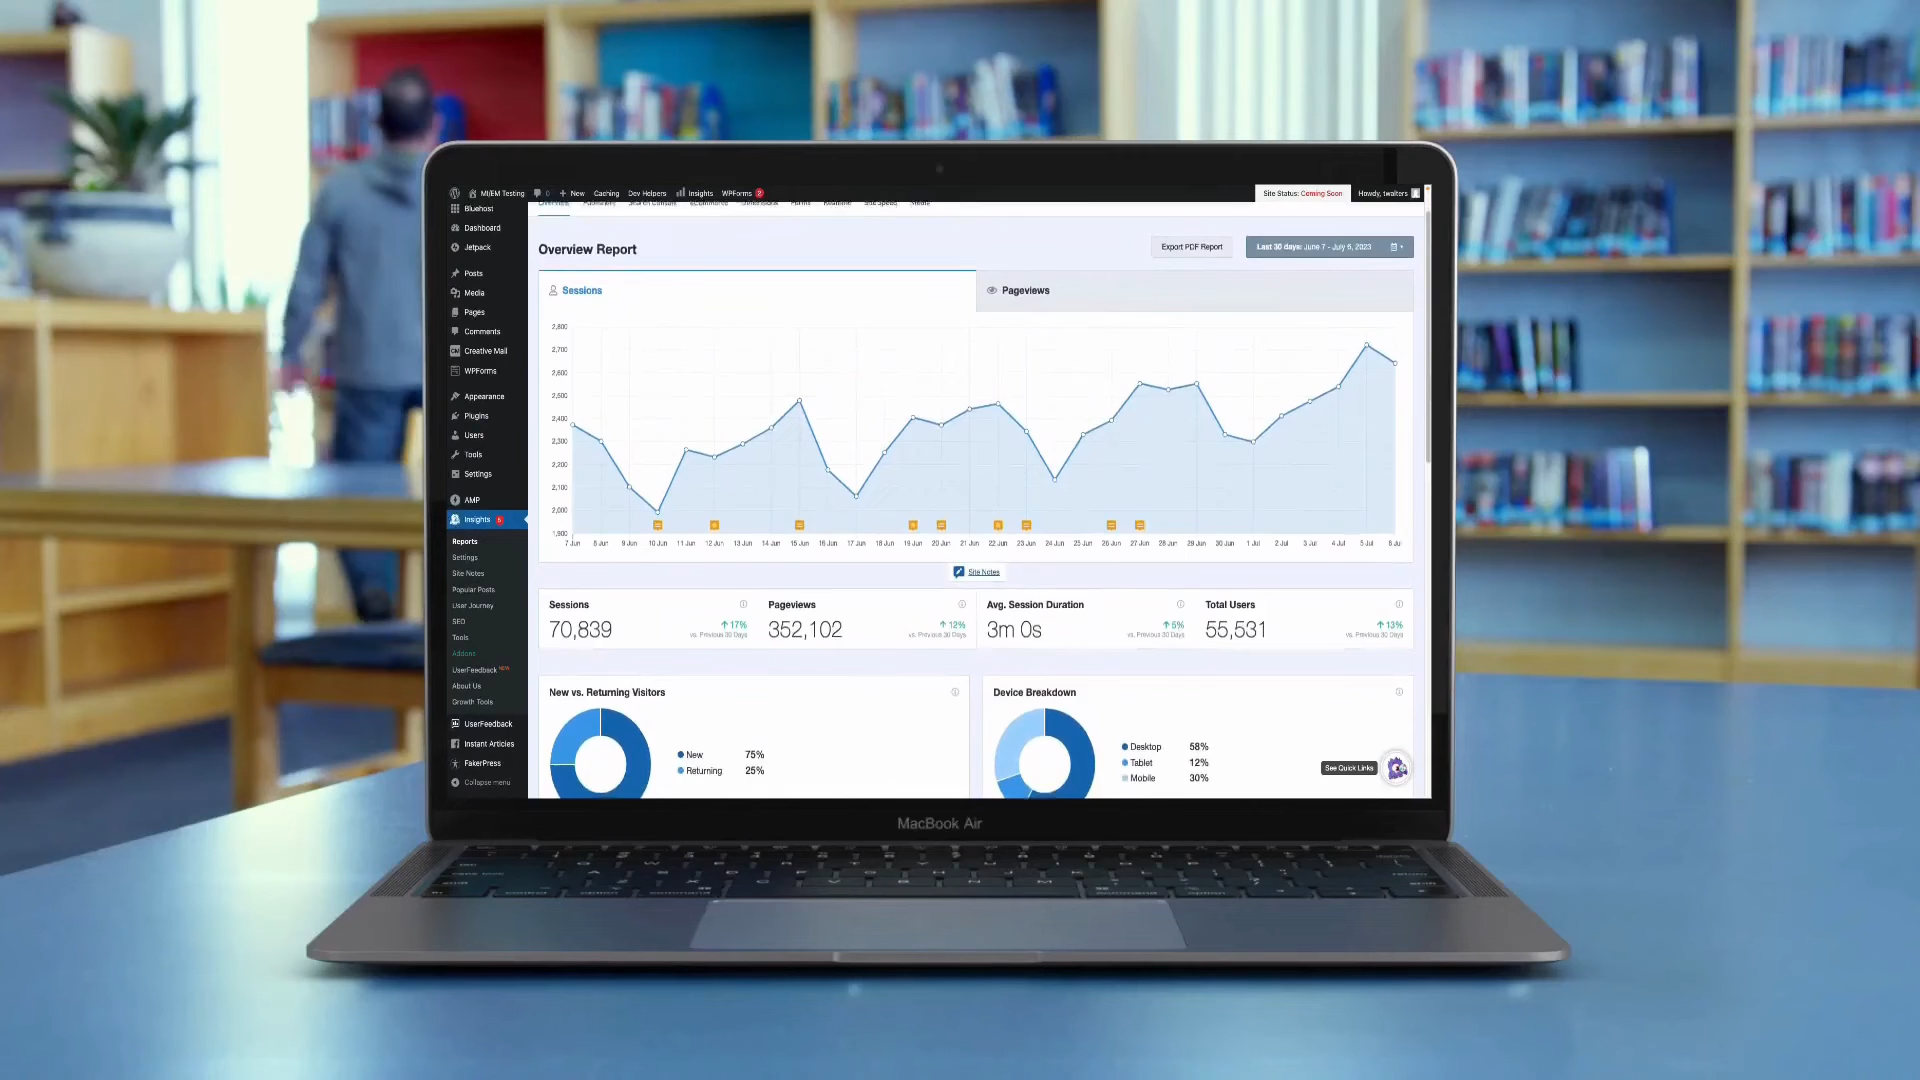 MI/EM Testing 0 New Caching Dev Helpers Insights WPForms 2 Site Status: Coming Soon Howdy, twalters
Bluehost
Dashboard
Jetpack
Posts
Media
Pages
Comments
Creative Mail
WPForms
Appearance
Plugins
Users
Tools
Settings
AMP
Insights 5
Reports
Settings
Site Notes
Popular Posts
User Journey
SEO
Tools
Addons
UserFeedback NEW
About Us
Growth Tools
UserFeedback
Instant Articles
FakerPress
Collapse menu
Overview Report
Export PDF Report
Last 30 days: June 7 - July 6, 2023
Sessions
Pageviews
2,800
2,700
2,600
2,500
2,400
2,300
2,200
2,100
2,000
1,900
7 Jun 8 Jun 9 Jun 10 Jun 11 Jun 12 Jun 13 Jun 14 Jun 15 Jun 16 Jun 17 Jun 18 Jun 19 Jun 20 Jun 21 Jun 22 Jun 23 Jun 24 Jun 25 Jun 26 Jun 27 Jun 28 Jun 29 Jun 30 Jun 1 Jul 2 Jul 3 Jul 4 Jul 5 Jul 6 Jul
Site Notes
Sessions
70,839
17%
vs. Previous 30 Days
Pageviews
352,102
12%
vs. Previous 30 Days
Avg. Session Duration
3m 0s
5%
vs. Previous 30 Days
Total Users
55,531
13%
vs. Previous 30 Days
New vs. Returning Visitors
New 75%
Returning 25%
Device Breakdown
Desktop 58%
Tablet 12%
Mobile 30%
See Quick Links
MacBook Air